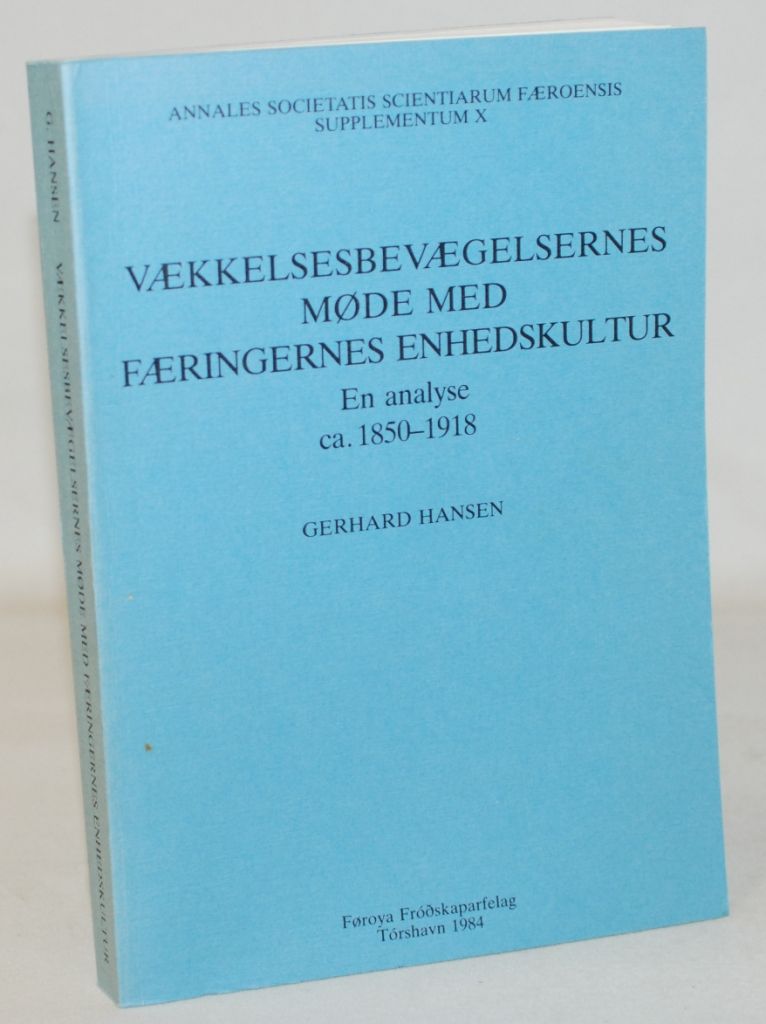 ANNALES SOCIETATIS SCIENTIARUM FÆROENSIS
SUPPLEMENTUM X
VÆKKELSESBEVÆGELSERNES
MØDE MED
FÆRINGERNES ENHEDSKULTUR
En analyse
ca. 1850–1918
GERHARD HANSEN
Føroya Fróðskaparfelag
Tórshavn 1984
G. HANSEN VÆKKELSESBEVÆGELSERNES MØDE MED FÆRINGERNES ENHEDSKULTUR